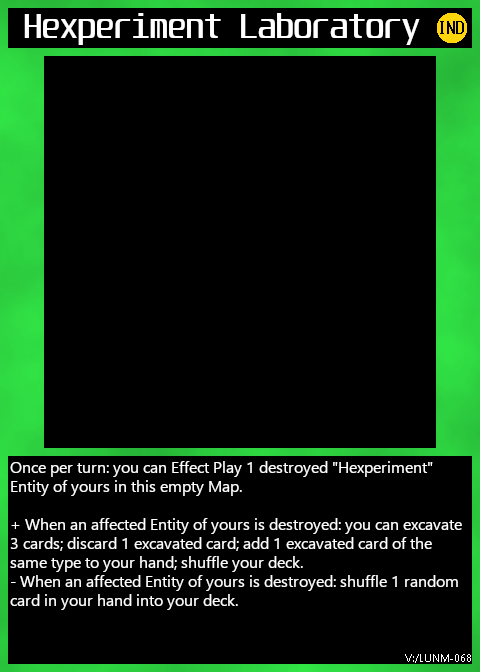 Hexperiment Laboratory IND
Once per turn: you can Effect Play 1 destroyed "Hexperiment"
Entity of yours in this empty Map.
+ When an affected Entity of yours is destroyed: you can excavate
3 cards; discard 1 excavated card; add 1 excavated card of the
same type to your hand; shuffle your deck.
- When an affected Entity of yours is destroyed: shuffle 1 random
card in your hand into your deck.
V:/LUNM-068